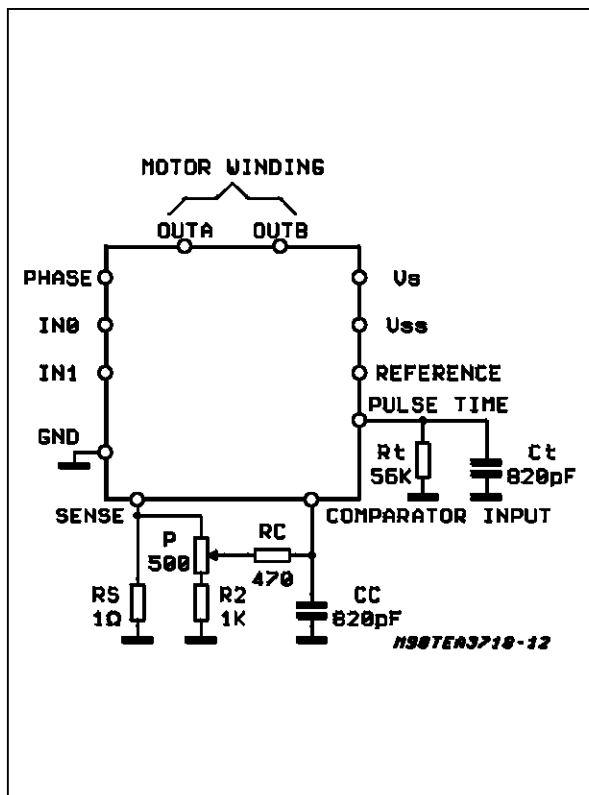 MOTOR WINDING
OUTA OUTB
PHASE Vs
IN0 Vss
IN1 REFERENCE
PULSE TIME
GND Rt Ct
56K 820pF
SENSE COMPARATOR INPUT
P RC
500 470
RS R2 CC
1Ω 1K 820pF
M90TEA3718-12